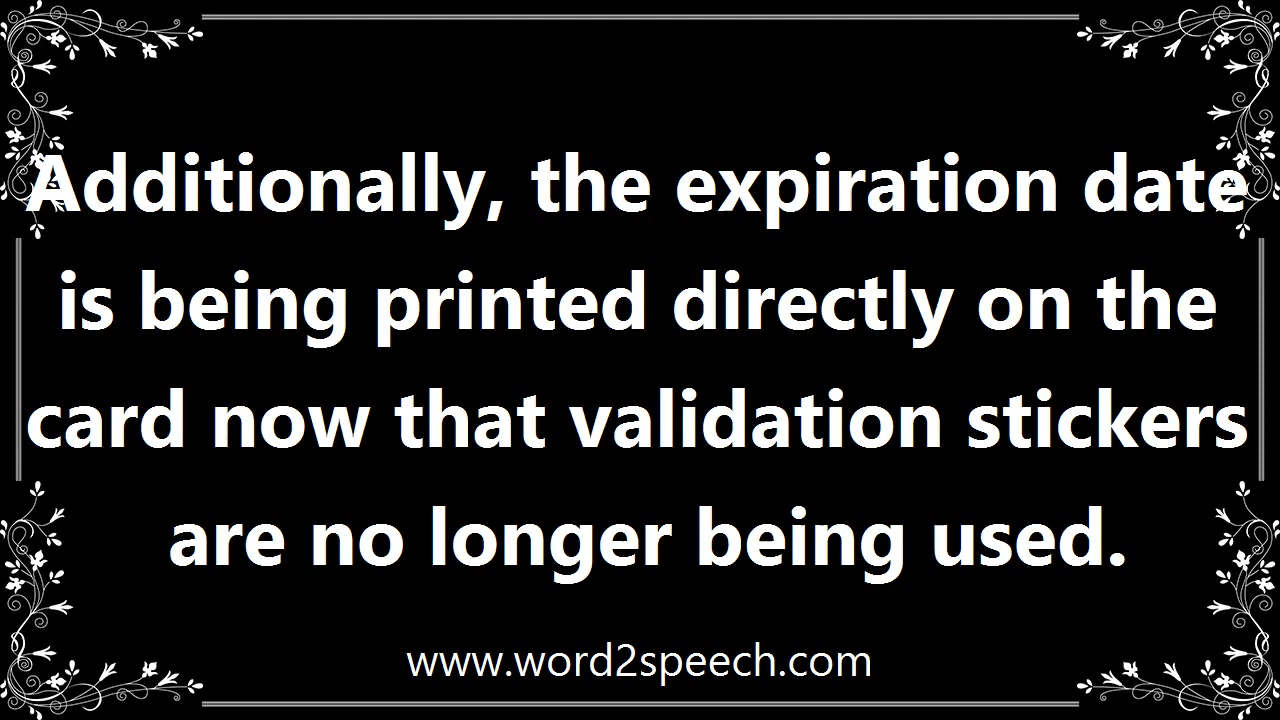 Additionally, the expiration date
is being printed directly on the
card now that validation stickers
are no longer being used.
www.word2speech.com